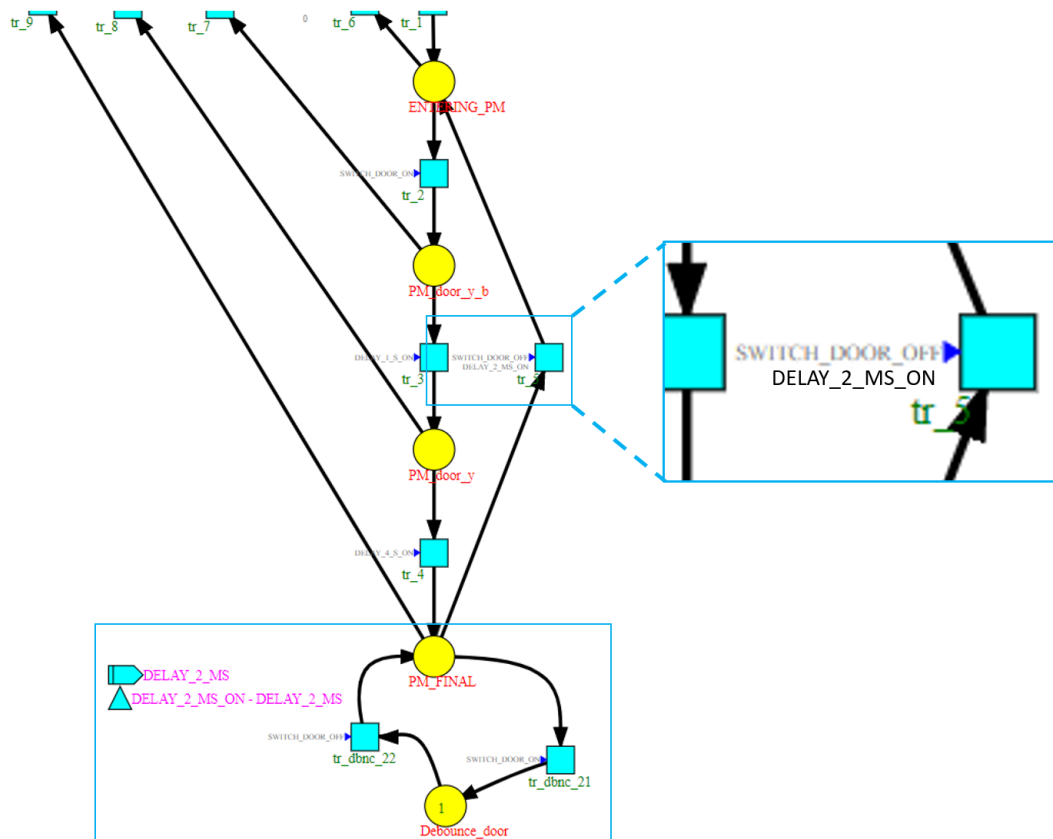 tr_9
tr_8
tr_7
0
tr_6
tr_1
ENTERING_PM
SWITCH_DOOR_ON
tr_2
PM_door_y_b
DELAY_1_S_ON
tr_3
SWITCH_DOOR_OFF
DELAY_2_MS_ON
tr_5
SWITCH_DOOR_OFF
DELAY_2_MS_ON
tr_5
PM_door_y
DELAY_4_S_ON
tr_4
PM_FINAL
DELAY_2_MS
DELAY_2_MS_ON - DELAY_2_MS
SWITCH_DOOR_OFF
tr_dbnc_22
SWITCH_DOOR_ON
tr_dbnc_21
1
Debounce_door